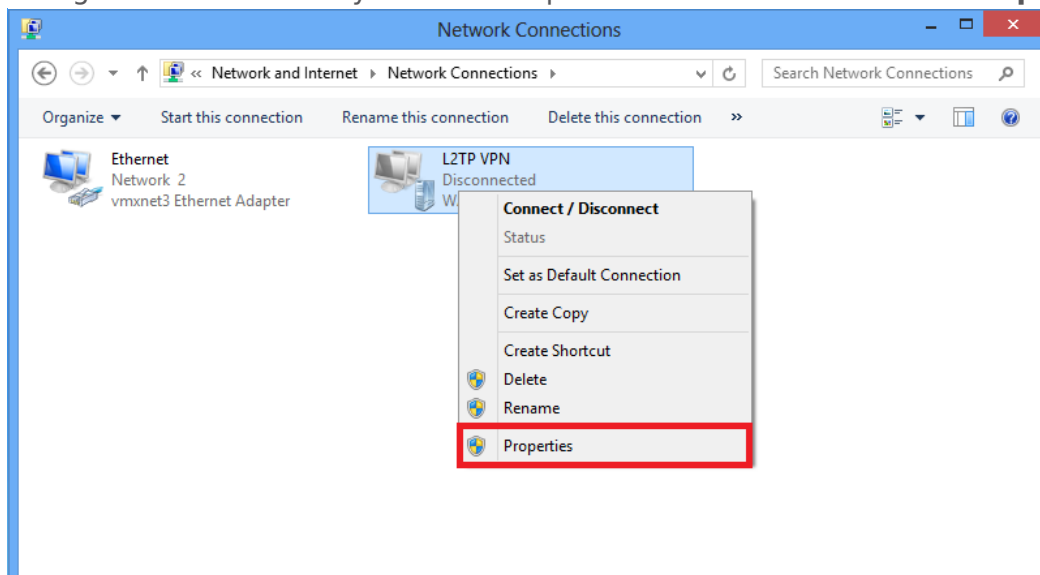 Network Connections
« Network and Internet Network Connections
Search Network Connections
Organize Start this connection Rename this connection Delete this connection »
Ethernet
Network 2
vmxnet3 Ethernet Adapter
L2TP VPN
Disconnected
Connect / Disconnect
Status
Set as Default Connection
Create Copy
Create Shortcut
Delete
Rename
Properties